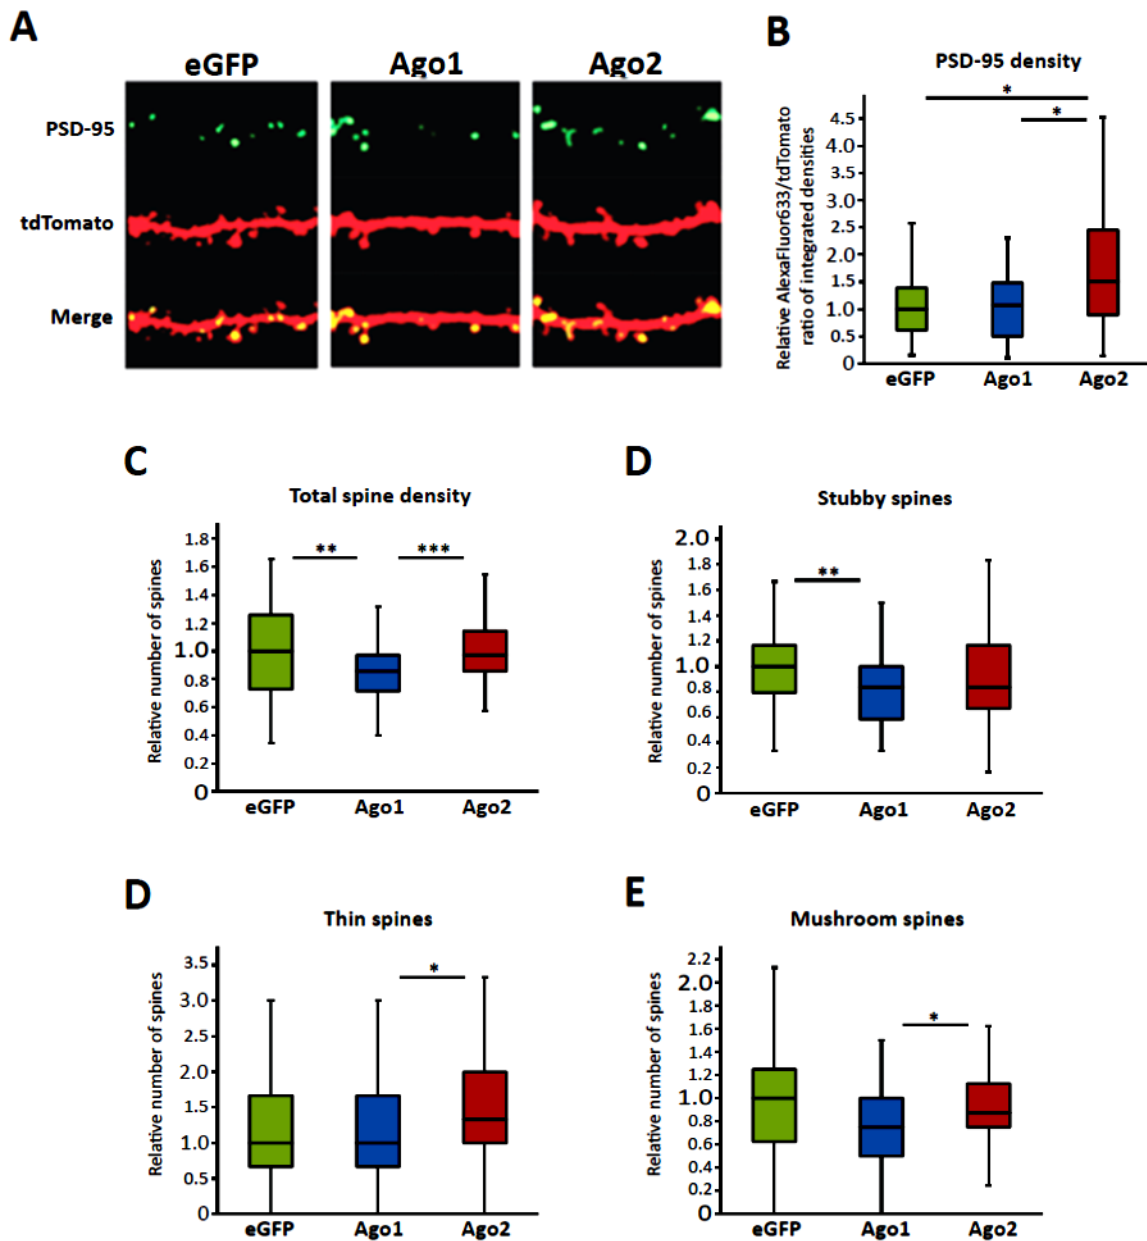 A
eGFP Ago1 Ago2
PSD-95
tdTomato
Merge
B
PSD-95 density
*
*
Relative AlexaFluor633/tdTomato
ratio of integrated densities
4.5
4.0
3.5
3.0
2.5
2.0
1.5
1.0
0.5
0
eGFP Ago1 Ago2
C
Total spine density
** ***
Relative number of spines
1.8
1.6
1.4
1.2
1.0
0.8
0.6
0.4
0.2
0
eGFP Ago1 Ago2
D
Stubby spines
**
Relative number of spines
2.0
1.8
1.6
1.4
1.2
1.0
0.8
0.6
0.4
0.2
0
eGFP Ago1 Ago2
D
Thin spines
*
Relative number of spines
3.5
3.0
2.5
2.0
1.5
1.0
0.5
0
eGFP Ago1 Ago2
E
Mushroom spines
*
Relative number of spines
2.2
2.0
1.8
1.6
1.4
1.2
1.0
0.8
0.6
0.4
0.2
0
eGFP Ago1 Ago2